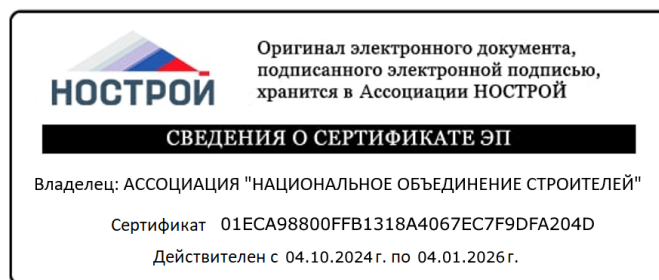 НОСТРОЙ
Оригинал электронного документа,
подписанного электронной подписью,
хранится в Ассоциации НОСТРОЙ
СВЕДЕНИЯ О СЕРТИФИКАТЕ ЭП
Владелец: АССОЦИАЦИЯ "НАЦИОНАЛЬНОЕ ОБЪЕДИНЕНИЕ СТРОИТЕЛЕЙ"
Сертификат 01ECA98800FFB1318A4067EC7F9DFA204D
Действителен с 04.10.2024 г. по 04.01.2026 г.